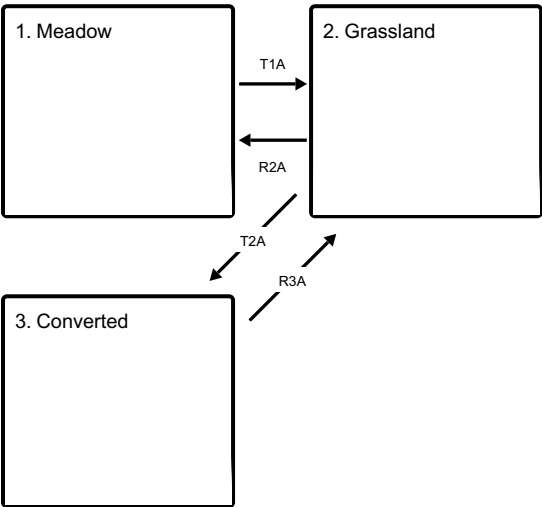 1. Meadow
2. Grassland
T1A
R2A
T2A
R3A
3. Converted